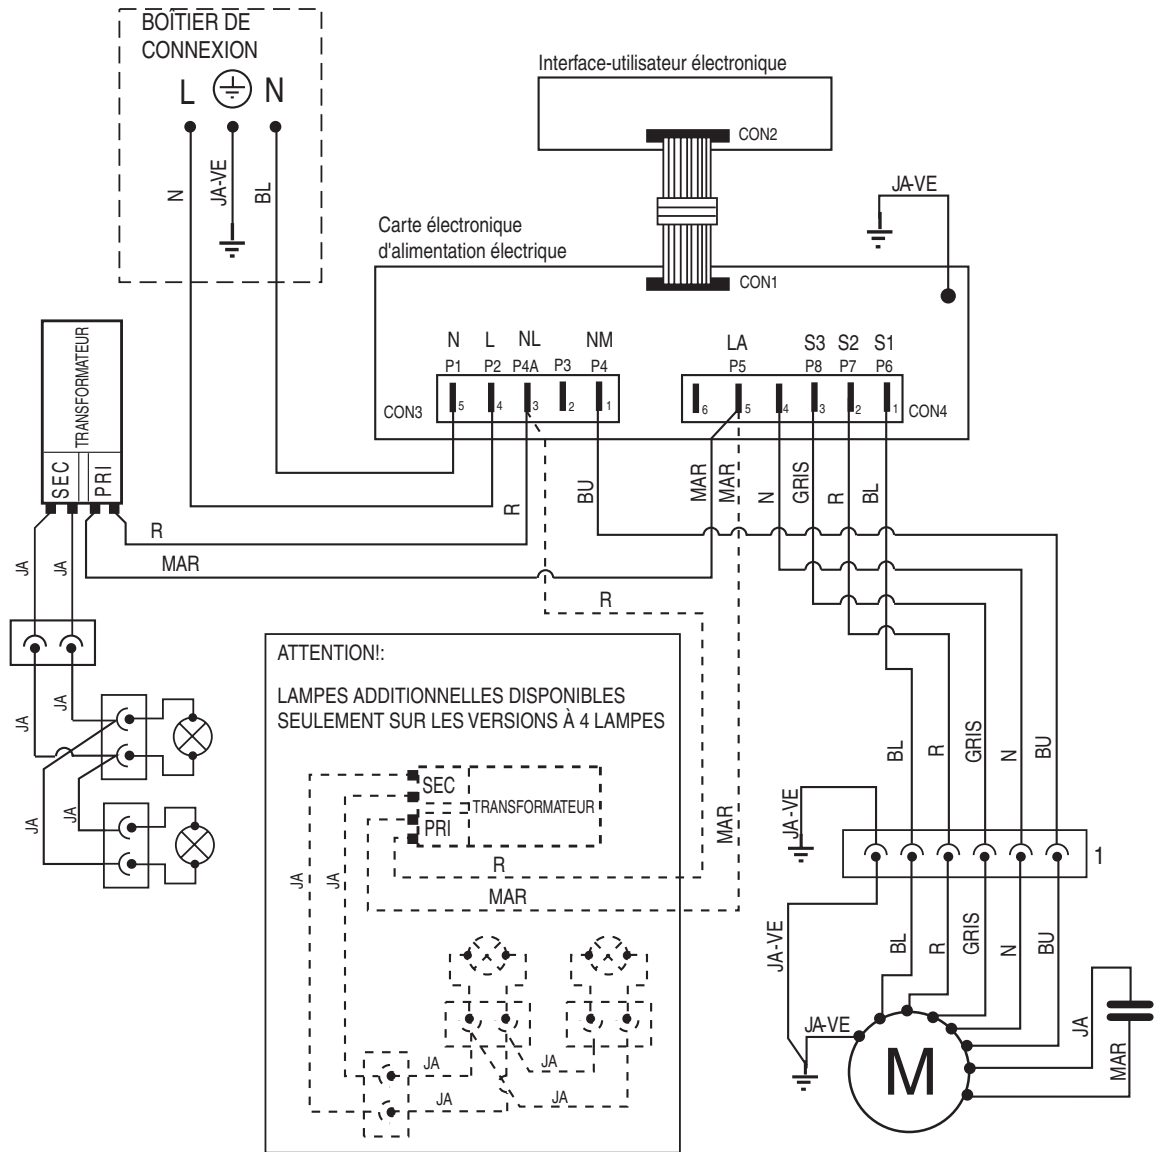 BOÎTIER DE
CONNEXION
L N
N
JA-VE
BL
Interface-utilisateur électronique
CON2
JA-VE
Carte électronique
d'alimentation électrique
CON1
N L NL NM
P1 P2 P4A P3 P4
CON3
5 4 3 2 1
LA S3 S2 S1
P5 P8 P7 P6
6 5 4 3 2 1
CON4
TRANSFORMATEUR
SEC
PRI
R
MAR
R
BU
MAR
MAR
N
GRIS
R
BL
JA
JA
R
JA
JA
JA
JA
ATTENTION!:
LAMPES ADDITIONNELLES DISPONIBLES
SEULEMENT SUR LES VERSIONS À 4 LAMPES
SEC
TRANSFORMATEUR
PRI
R
MAR
MAR
JA
JA
JA
JA
JA
JA
BL
R
GRIS
N
BU
JA-VE
1
JA-VE
BL
R
GRIS
N
BU
JA-VE
M
JA
MAR